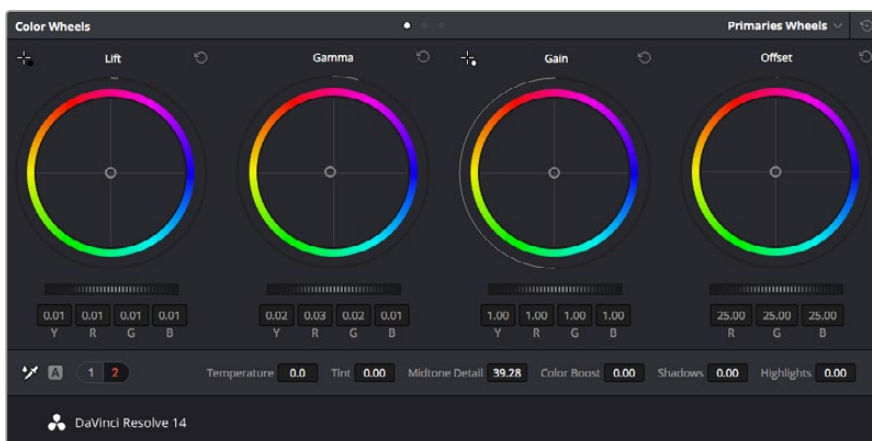 Color Wheels Primaries Wheels
Lift Gamma Gain Offset
0.01 0.01 0.01 0.01 0.02 0.03 0.02 0.01 1.00 1.00 1.00 1.00 25.00 25.00 25.00
Y R G B Y R G B Y R G B R G B
A 1 2 Temperature 0.0 Tint 0.00 Midtone Detail 39.28 Color Boost 0.00 Shadows 0.00 Highlights 0.00
DaVinci Resolve 14